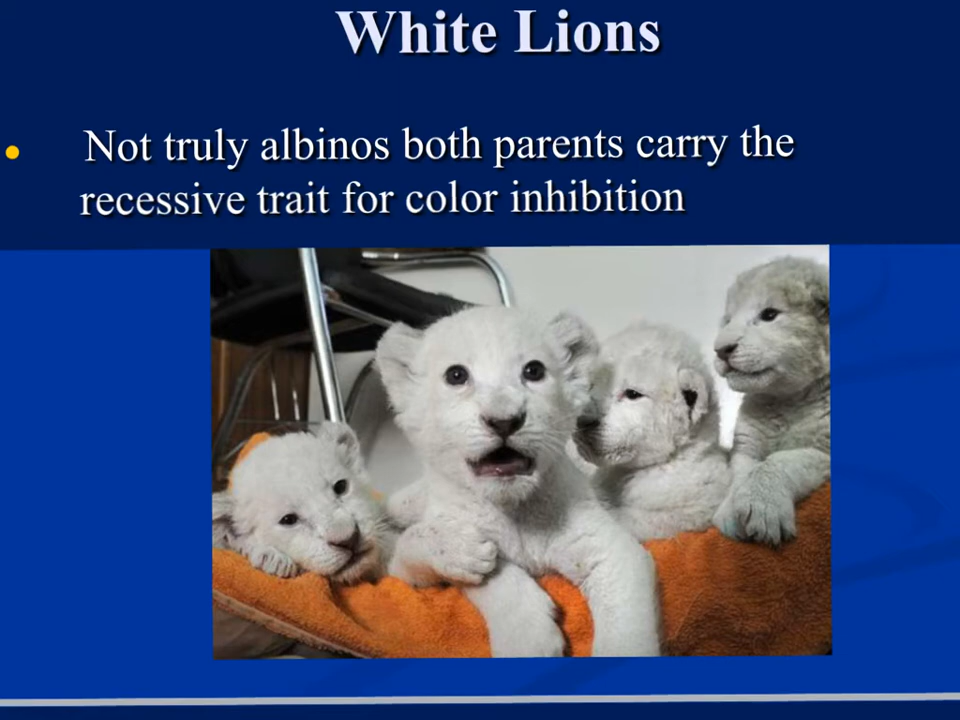 White Lions
Not truly albinos both parents carry the
recessive trait for color inhibition